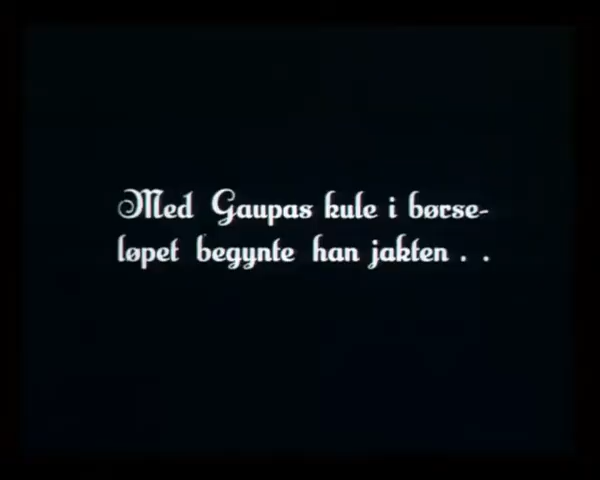 Med Gaupas kule i børse-
løpet begynte han jakten . .